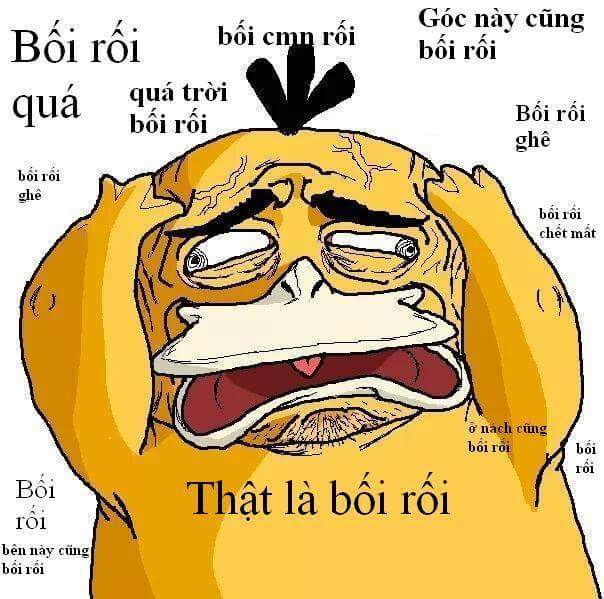 Bối rối
quá
bối cmn rối
Góc này cũng
bối rối
quá trời
bối rối
Bối rối
ghê
bối rối
ghê
bối rối
chết mất
ở nách cũng
bối rối
bối
rối
Thật là bối rối
Bối
rối
bên này cũng
bối rối